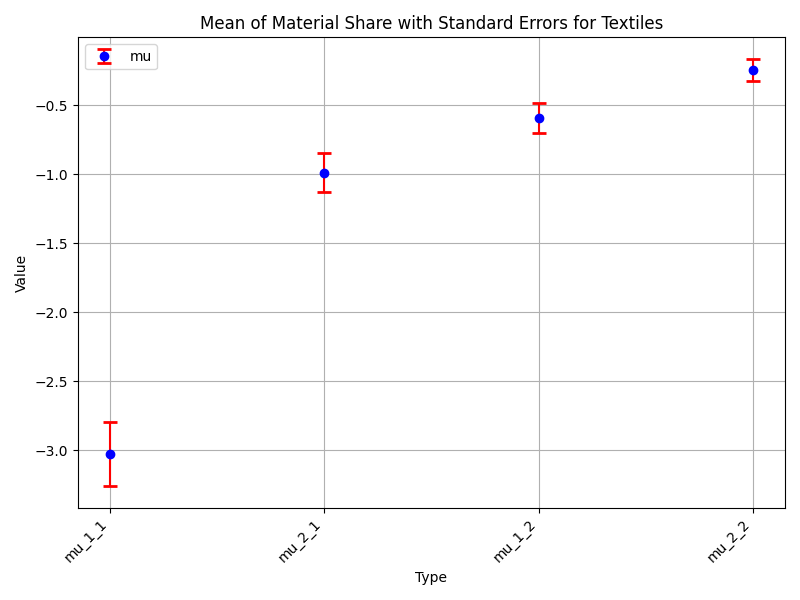 Mean of Material Share with Standard Errors for Textiles
mu
−0.5
−1.0
−1.5
−2.0
−2.5
−3.0
Value
mu_1_1
mu_2_1
mu_1_2
mu_2_2
Type